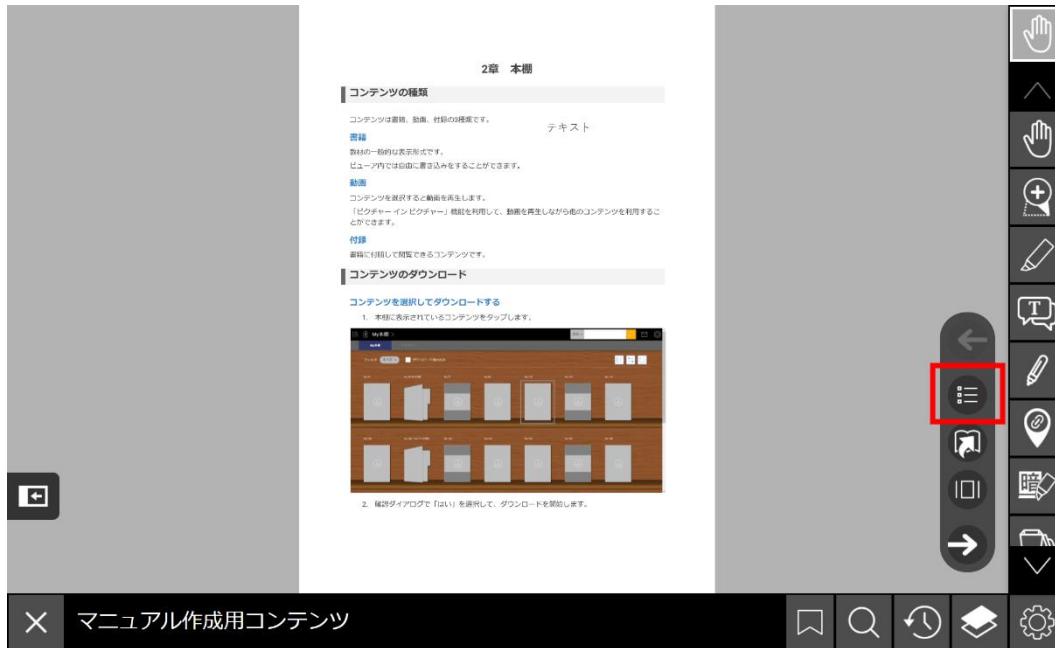 2章 本棚
コンテンツの種類
コンテンツは書籍、動画、付録の3種類です。
テキスト
書籍
教材の一般的な表示形式です。
ビューア内では自由に書き込みをすることができます。
動画
コンテンツを選択すると動画を再生します。
「ピクチャー イン ピクチャー」機能を利用して、動画を再生しながら他のコンテンツを利用するこ
とができます。
付録
書籍に付随して閲覧できるコンテンツです。
コンテンツのダウンロード
コンテンツを選択してダウンロードする
1. 本棚に表示されているコンテンツをタップします。
My本棚
2. 確認ダイアログで「はい」を選択して、ダウンロードを開始します。
T
暗
マニュアル作成用コンテンツ